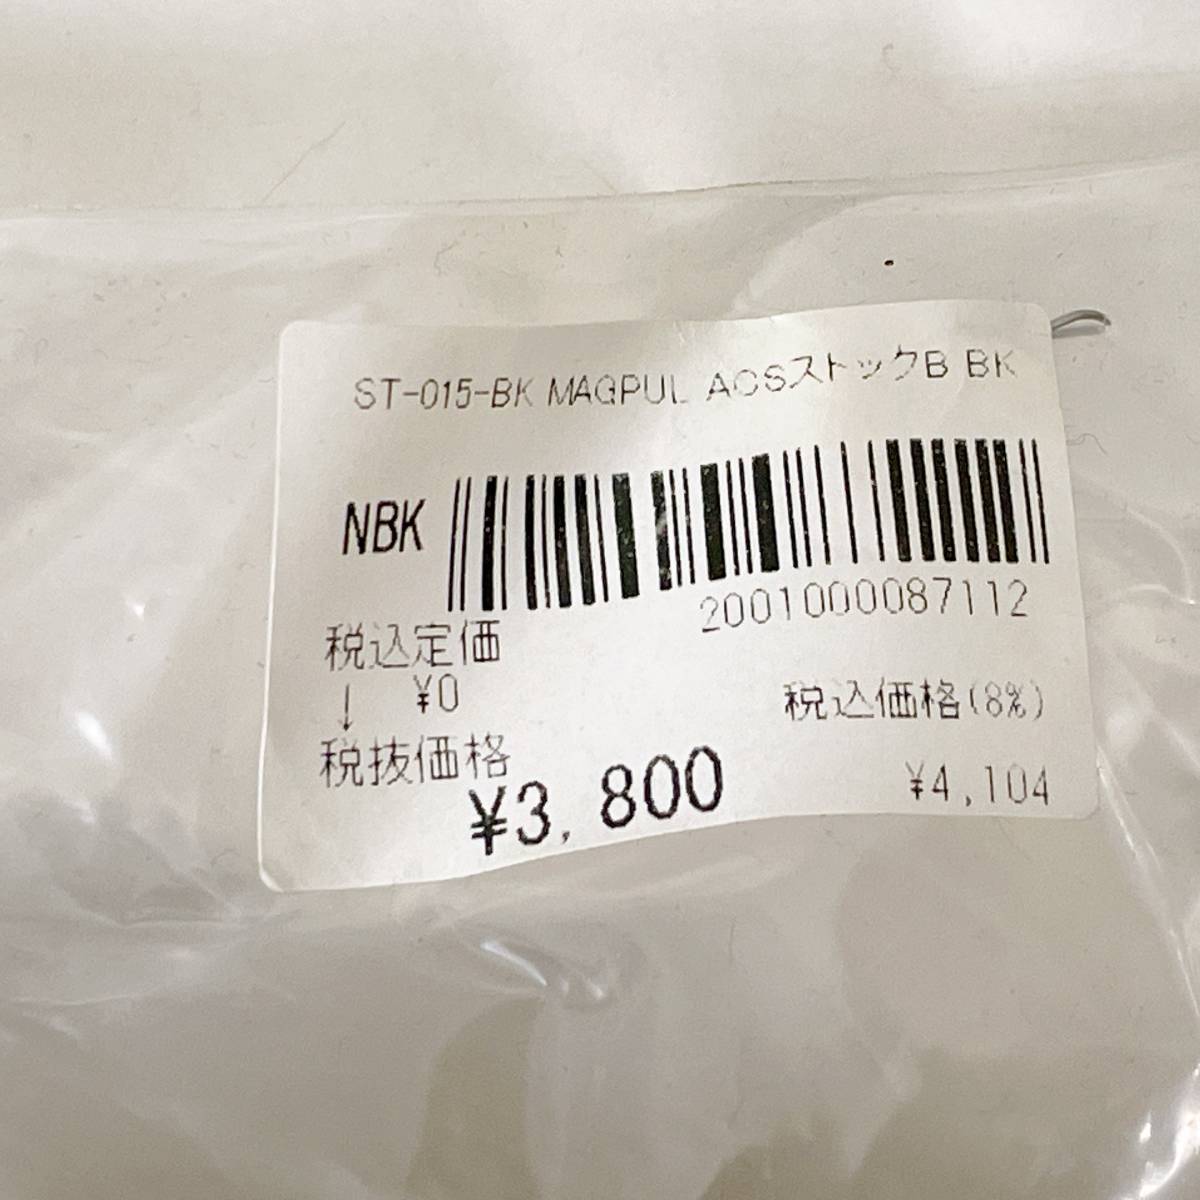 ST-015-BK MAGPUL ACSストックB BK
NBK
2001000087112
税込定価
↓ ¥0
税込価格(8%)
税抜価格
¥3,800
¥4,104